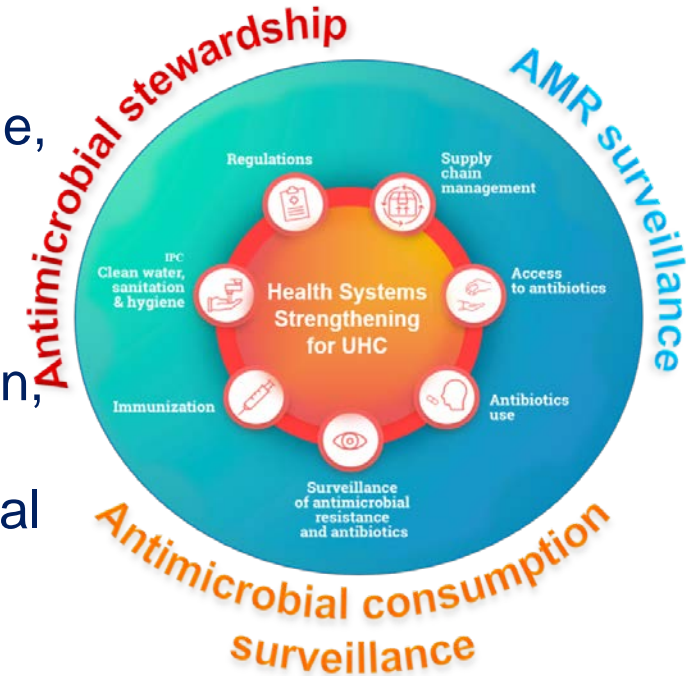 Antimicrobial stewardship
AMR surveillance
e,
n,
al
Regulations
Supply
chain
management
IPC
Clean water,
sanitation
& hygiene
Access
to antibiotics
Health Systems
Strengthening
for UHC
Immunization
Antibiotics
use
Surveillance
of antimicrobial
resistance
and antibiotics
Antimicrobial consumption
surveillance